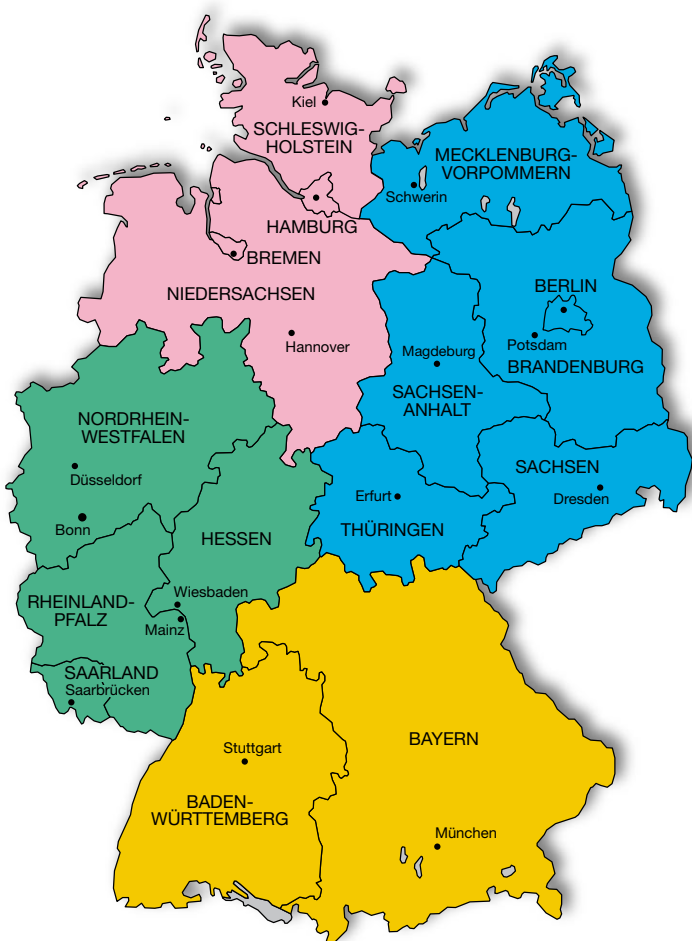 Kiel
SCHLESWIG-
HOLSTEIN
MECKLENBURG-
VORPOMMERN
Schwerin
HAMBURG
BREMEN
NIEDERSACHSEN
Hannover
BERLIN
Potsdam
BRANDENBURG
Magdeburg
SACHSEN-
ANHALT
NORDRHEIN-
WESTFALEN
Düsseldorf
Bonn
SACHSEN
Dresden
Erfurt
THÜRINGEN
HESSEN
Wiesbaden
Mainz
RHEINLAND-
PFALZ
SAARLAND
Saarbrücken
BAYERN
Stuttgart
BADEN-
WÜRTTEMBERG
München